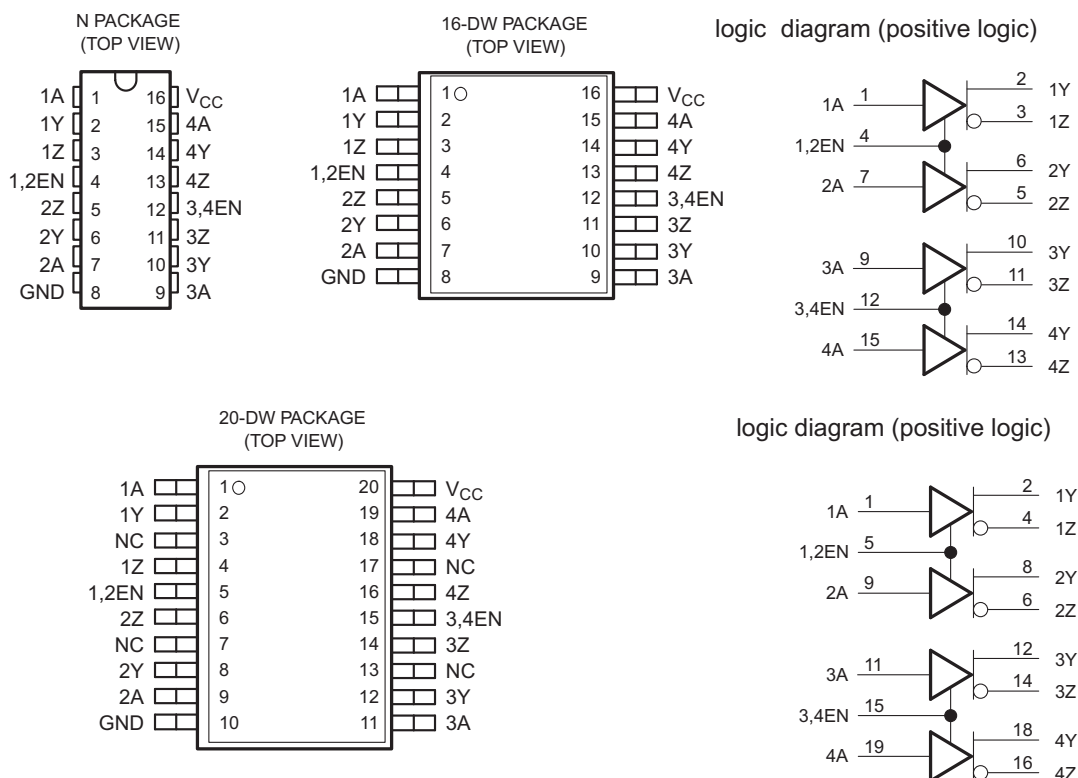 N PACKAGE
(TOP VIEW)
1A 1 16 VCC
1Y 2 15 4A
1Z 3 14 4Y
1,2EN 4 13 4Z
2Z 5 12 3,4EN
2Y 6 11 3Z
2A 7 10 3Y
GND 8 9 3A
16-DW PACKAGE
(TOP VIEW)
1A 1 16 VCC
1Y 2 15 4A
1Z 3 14 4Y
1,2EN 4 13 4Z
2Z 5 12 3,4EN
2Y 6 11 3Z
2A 7 10 3Y
GND 8 9 3A
logic diagram (positive logic)
2 1Y
1A 1
3 1Z
1,2EN 4
6 2Y
2A 7
5 2Z
10 3Y
3A 9
11 3Z
3,4EN 12
14 4Y
4A 15
13 4Z
20-DW PACKAGE
(TOP VIEW)
1A 1 20 VCC
1Y 2 19 4A
NC 3 18 4Y
1Z 4 17 NC
1,2EN 5 16 4Z
2Z 6 15 3,4EN
NC 7 14 3Z
2Y 8 13 NC
2A 9 12 3Y
GND 10 11 3A
logic diagram (positive logic)
2 1Y
1A 1
4 1Z
1,2EN 5
8 2Y
2A 9
6 2Z
12 3Y
3A 11
14 3Z
3,4EN 15
18 4Y
4A 19
16 4Z